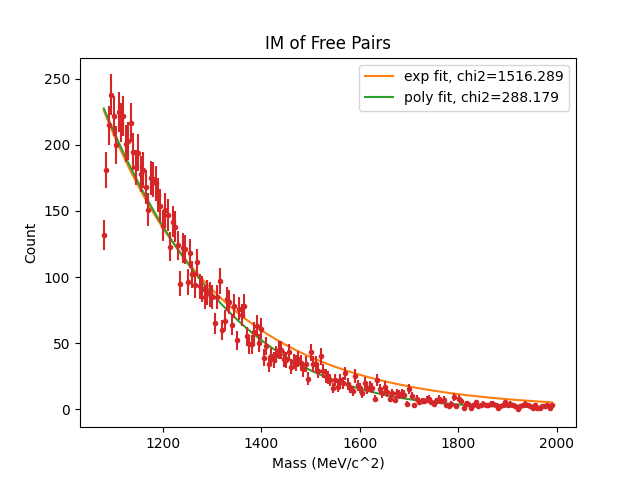 IM of Free Pairs
exp fit, chi2=1516.289
poly fit, chi2=288.179
250
200
150
100
50
0
Count
1200 1400 1600 1800 2000
Mass (MeV/c^2)